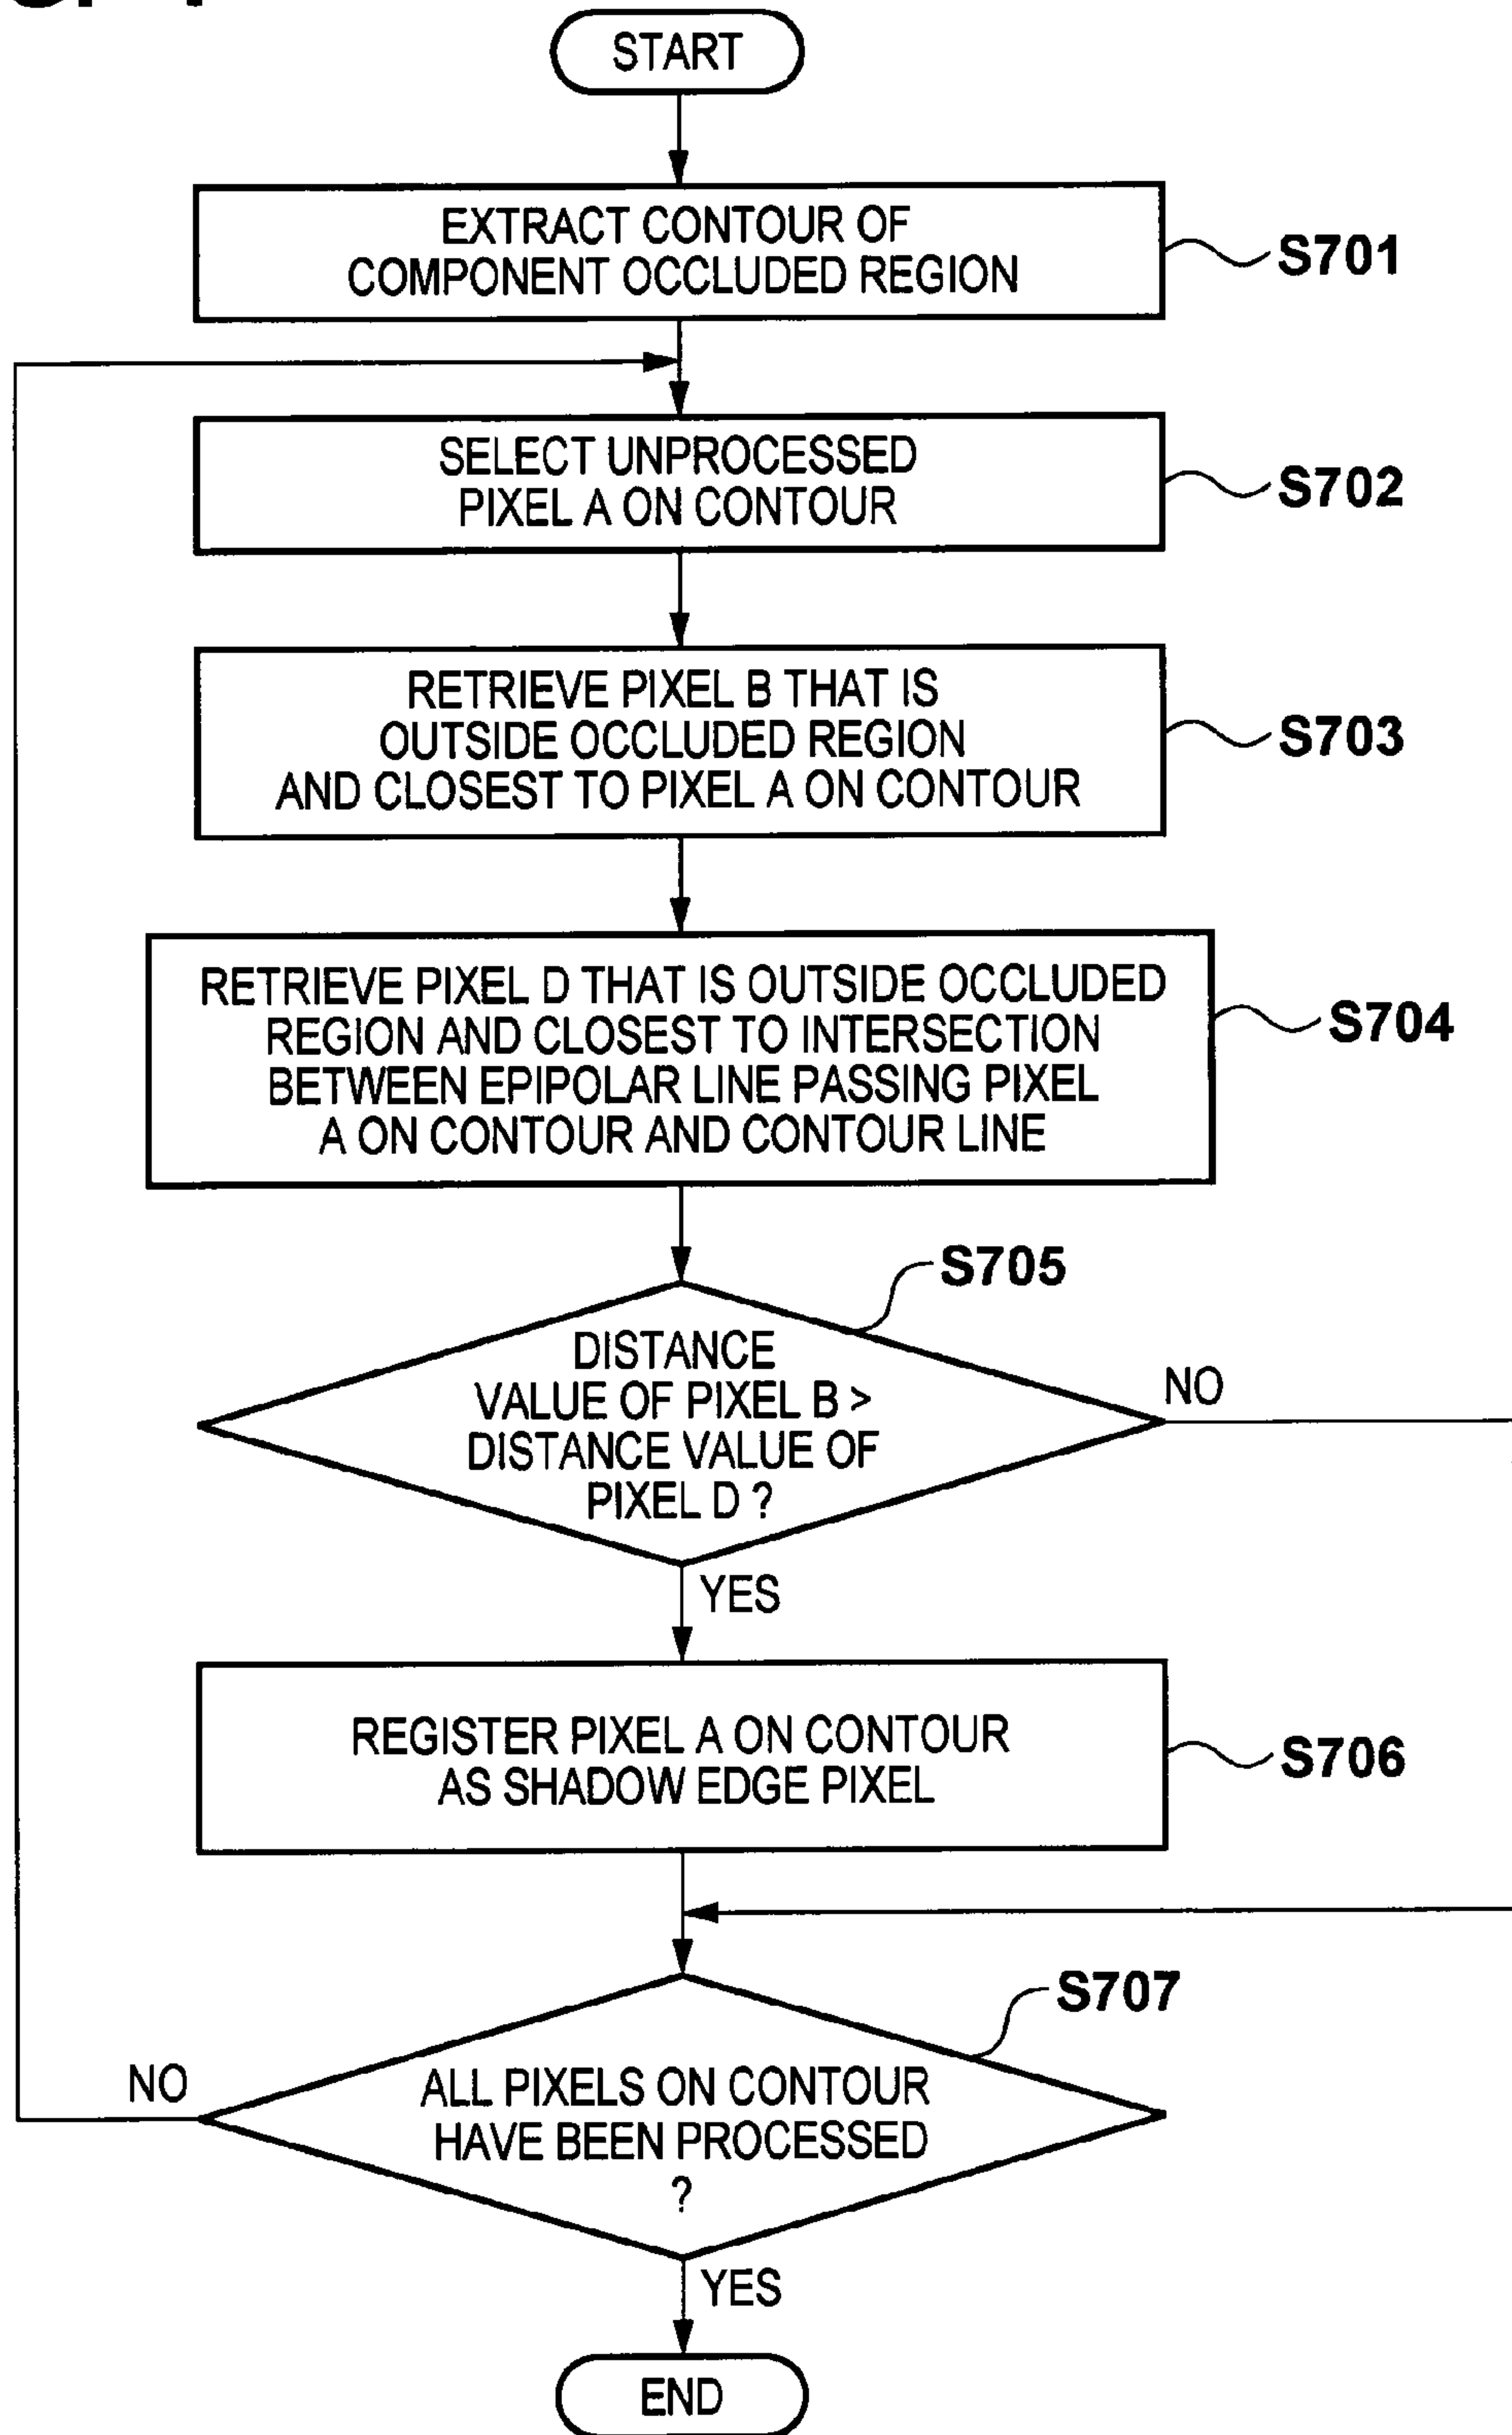 START
EXTRACT CONTOUR OF
COMPONENT OCCLUDED REGION
S701
SELECT UNPROCESSED
PIXEL A ON CONTOUR
S702
RETRIEVE PIXEL B THAT IS
OUTSIDE OCCLUDED REGION
AND CLOSEST TO PIXEL A ON CONTOUR
S703
RETRIEVE PIXEL D THAT IS OUTSIDE OCCLUDED
REGION AND CLOSEST TO INTERSECTION
BETWEEN EPIPOLAR LINE PASSING PIXEL
A ON CONTOUR AND CONTOUR LINE
S704
S705
DISTANCE
VALUE OF PIXEL B >
DISTANCE VALUE OF
PIXEL D ?
NO
YES
REGISTER PIXEL A ON CONTOUR
AS SHADOW EDGE PIXEL
S706
S707
ALL PIXELS ON CONTOUR
HAVE BEEN PROCESSED
?
NO
YES
END